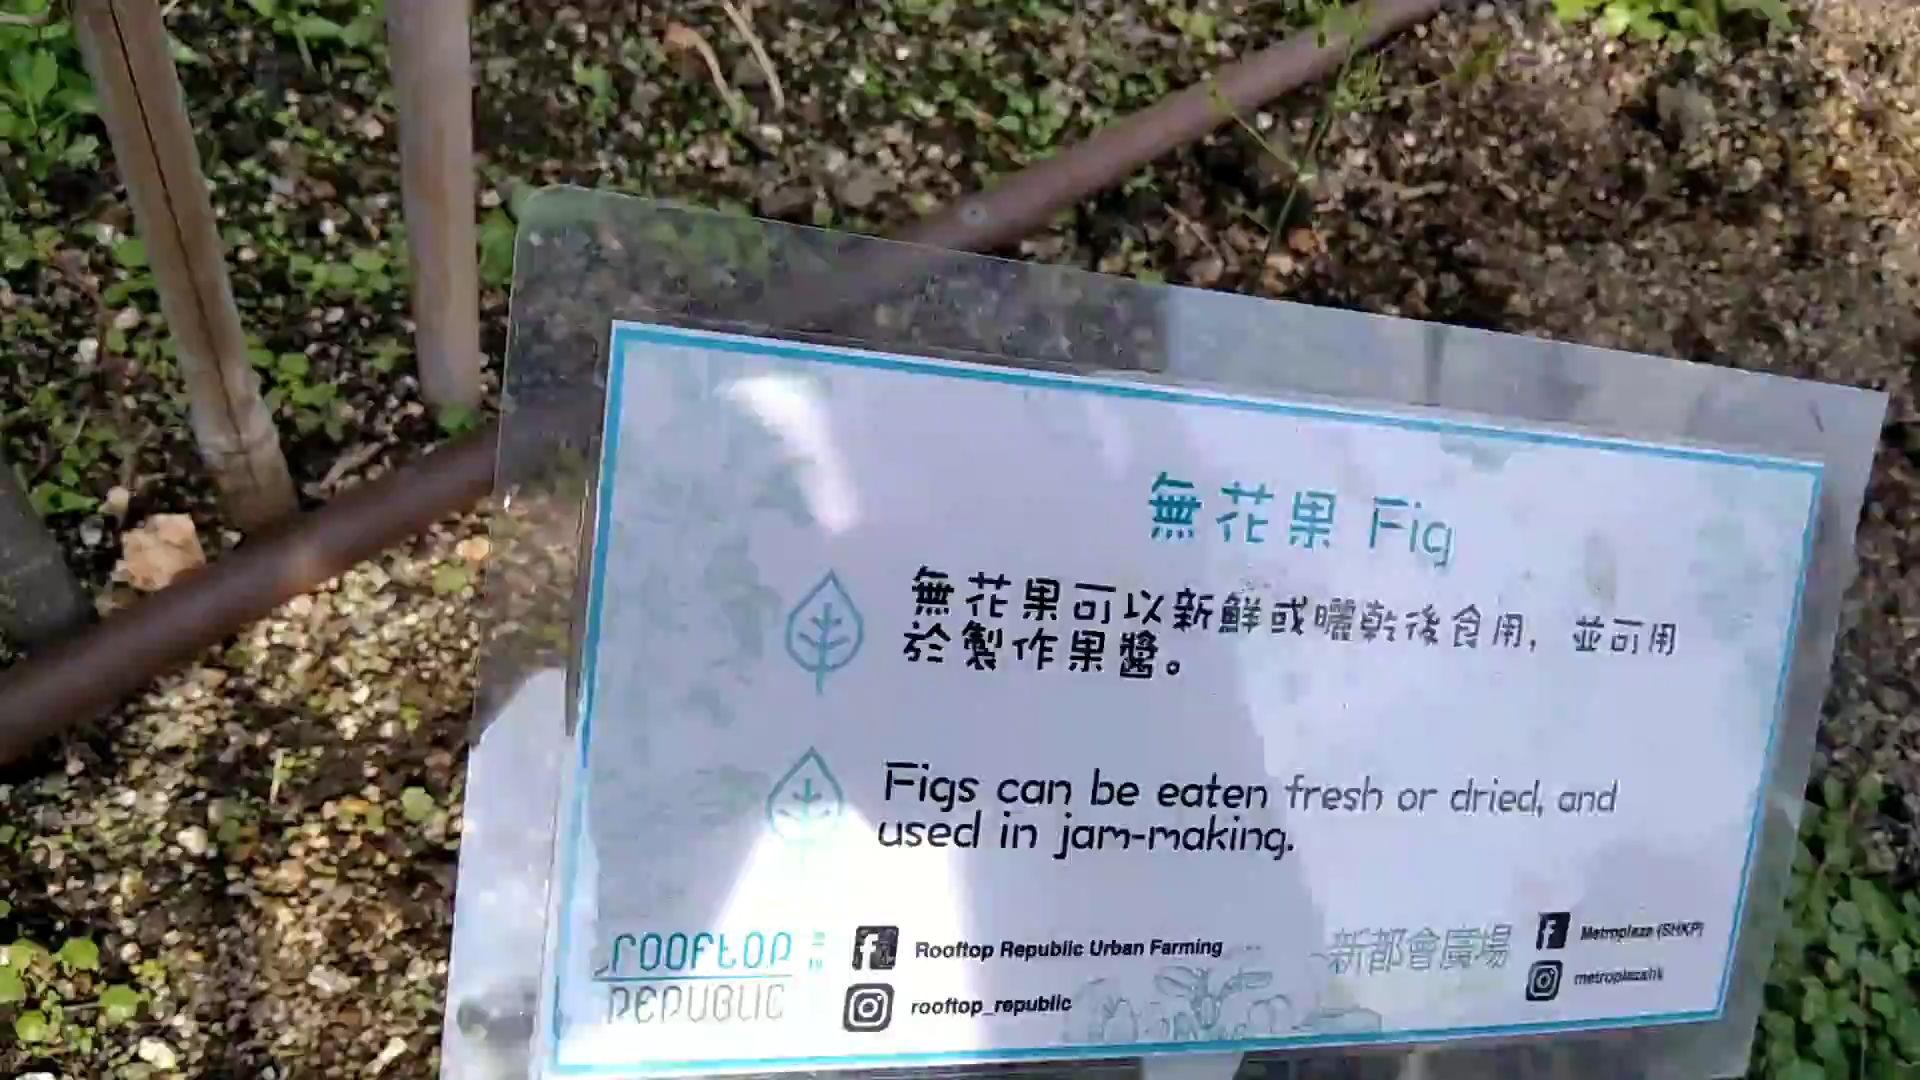 無花果 Fig
無花果可以新鮮或曬乾後食用，並可用
於製作果醬。
Figs can be eaten fresh or dried, and
used in jam-making.
rooftop
republic
Rooftop Republic Urban Farming
rooftop_republic
新都會廣場
Metroplaza (SHKP)
metroplazahk